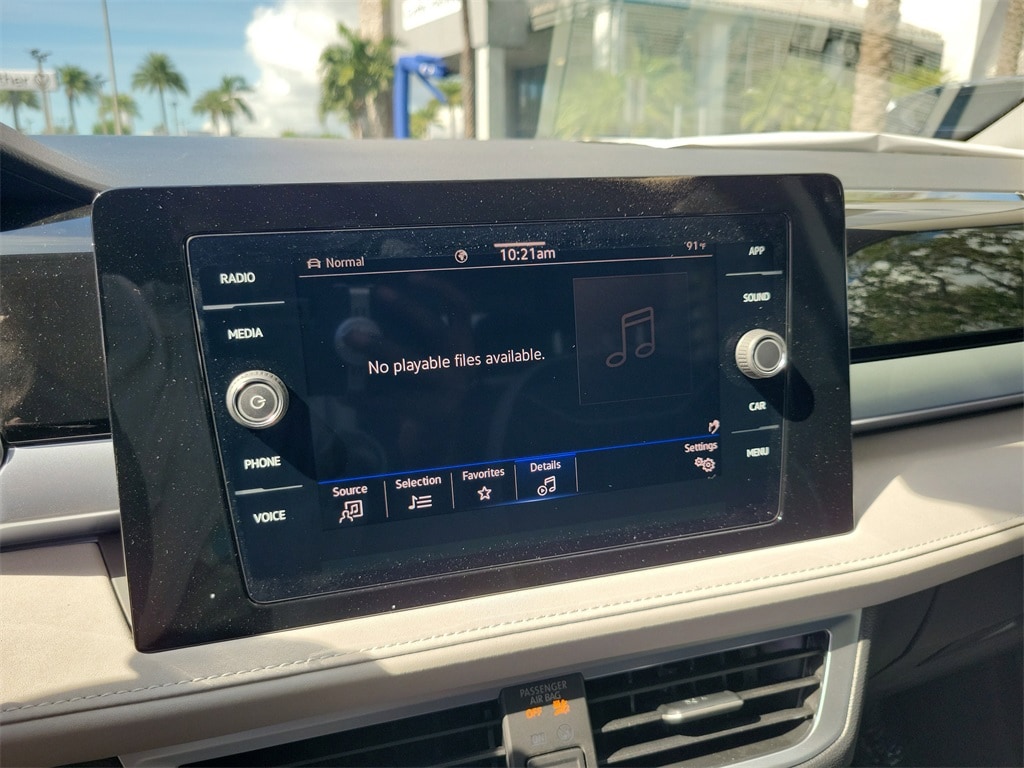 RADIO
MEDIA
PHONE
VOICE
Normal
10:21am
91°F
No playable files available.
Source
Selection
Favorites
Details
Settings
APP
SOUND
CAR
MENU
PASSENGER
AIR BAG
OFF